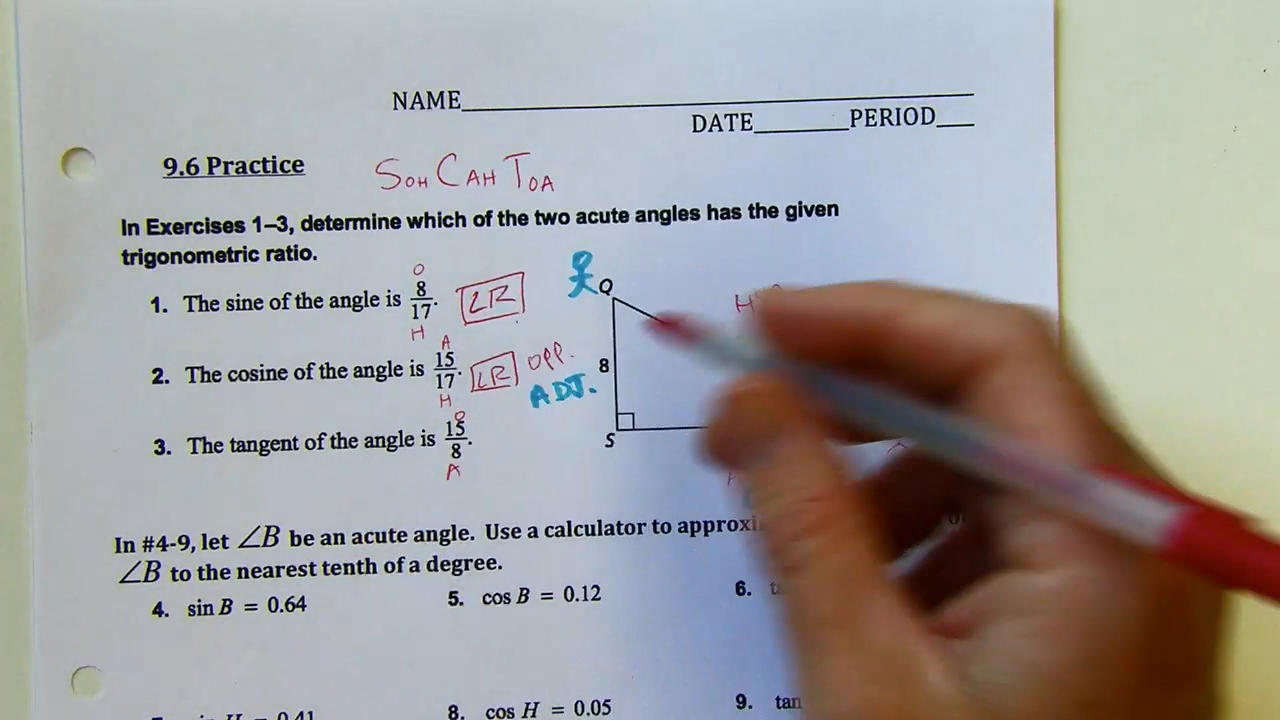 NAME
DATE PERIOD
9.6 Practice SOH CAH TOA
In Exercises 1–3, determine which of the two acute angles has the given
trigonometric ratio.
O
1. The sine of the angle is 8/17. ∠R
H
A
2. The cosine of the angle is 15/17. ∠R
H
O
3. The tangent of the angle is 15/8.
A
Q
H
8
OPP.
ADJ.
S
In #4-9, let ∠B be an acute angle. Use a calculator to
∠B to the nearest tenth of a degree.
4. sin B = 0.64
5. cos B = 0.12
6.
8. cos H = 0.05
9. tan